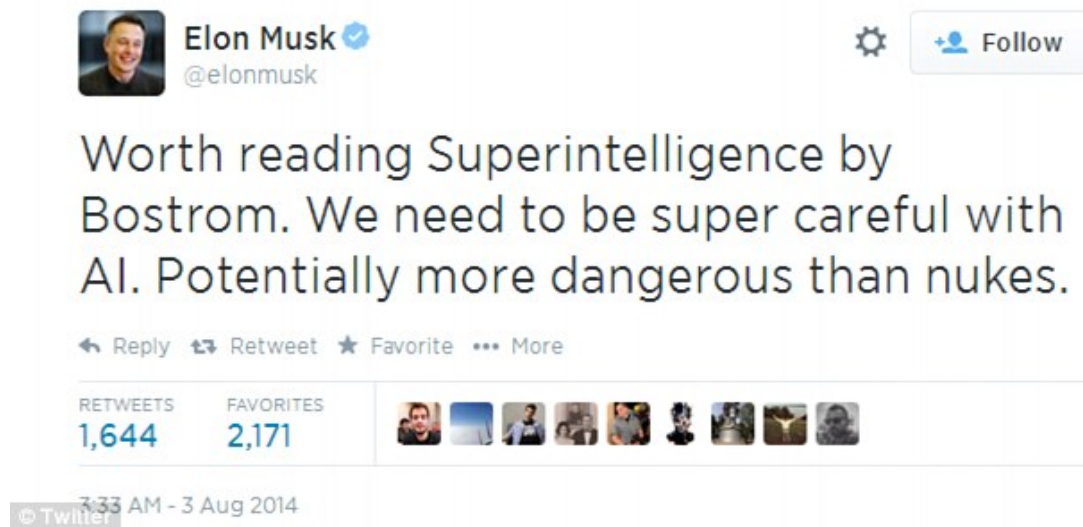 Elon Musk
@elonmusk
Follow
Worth reading Superintelligence by
Bostrom. We need to be super careful with
AI. Potentially more dangerous than nukes.
Reply Retweet Favorite More
RETWEETS FAVORITES
1,644 2,171
3:33 AM - 3 Aug 2014
© Twitter